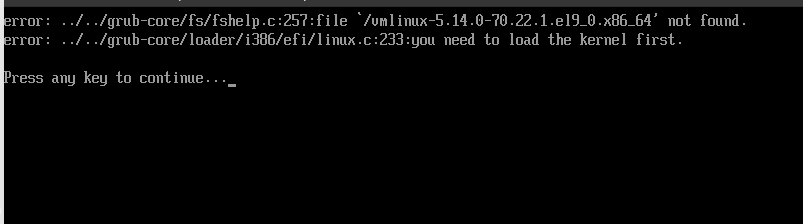 error: ../../grub-core/fs/fshelp.c:257:file `/vmlinux-5.14.0-70.22.1.el9_0.x86_64' not found.
error: ../../grub-core/loader/i386/efi/linux.c:233:you need to load the kernel first.
Press any key to continue..._